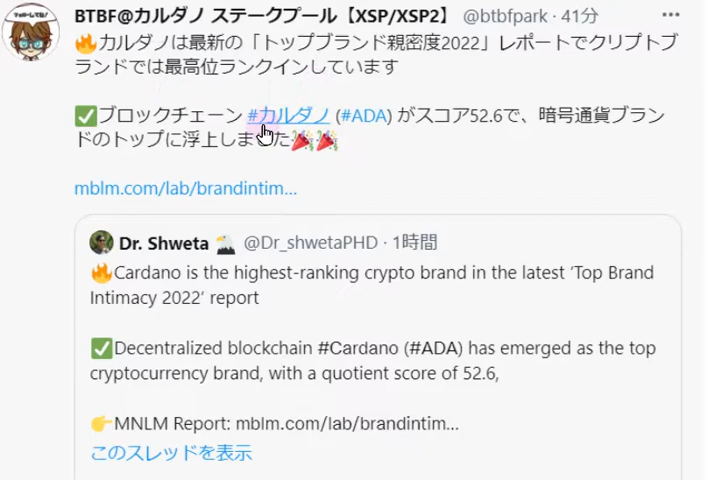 BTBF@カルダノ ステークプール【XSP/XSP2】 @btbfpark · 41分
🔥カルダノは最新の「トップブランド親密度2022」レポートでクリプトブ
ランドでは最高位ランクインしています
✅ブロックチェーン #カルダノ (#ADA) がスコア52.6で、暗号通貨ブラン
ドのトップに浮上しました🎉🎉
mblm.com/lab/brandintim...
Dr. Shweta 🦅 @Dr_shwetaPHD · 1時間
🔥Cardano is the highest-ranking crypto brand in the latest ‘Top Brand
Intimacy 2022’ report
✅Decentralized blockchain #Cardano (#ADA) has emerged as the top
cryptocurrency brand, with a quotient score of 52.6,
👉MNLM Report: mblm.com/lab/brandintim...
このスレッドを表示